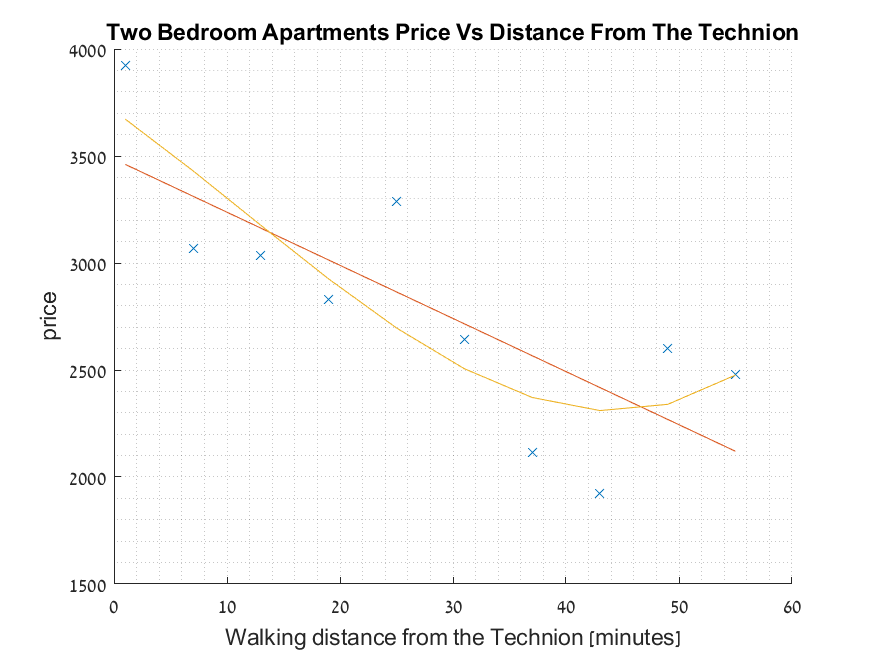 Two Bedroom Apartments Price Vs Distance From The Technion
4000
3500
3000
2500
2000
1500
price
0 10 20 30 40 50 60
Walking distance from the Technion [minutes]